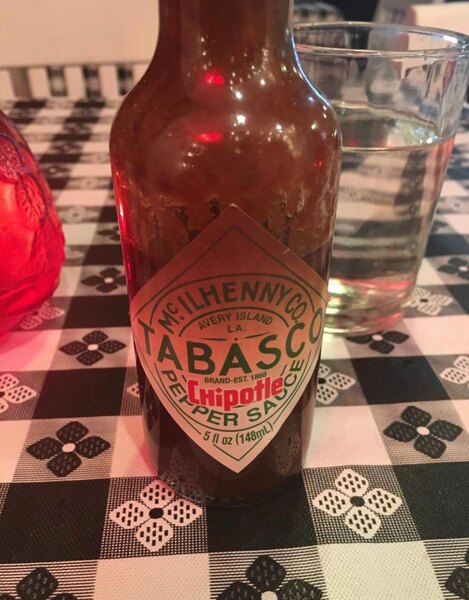 McILHENNY CO.
AVERY ISLAND
LA.
TABASCO
BRAND-EST. 1868
CHiPotle
PEPPER SAUCE
5 fl oz (148mL)